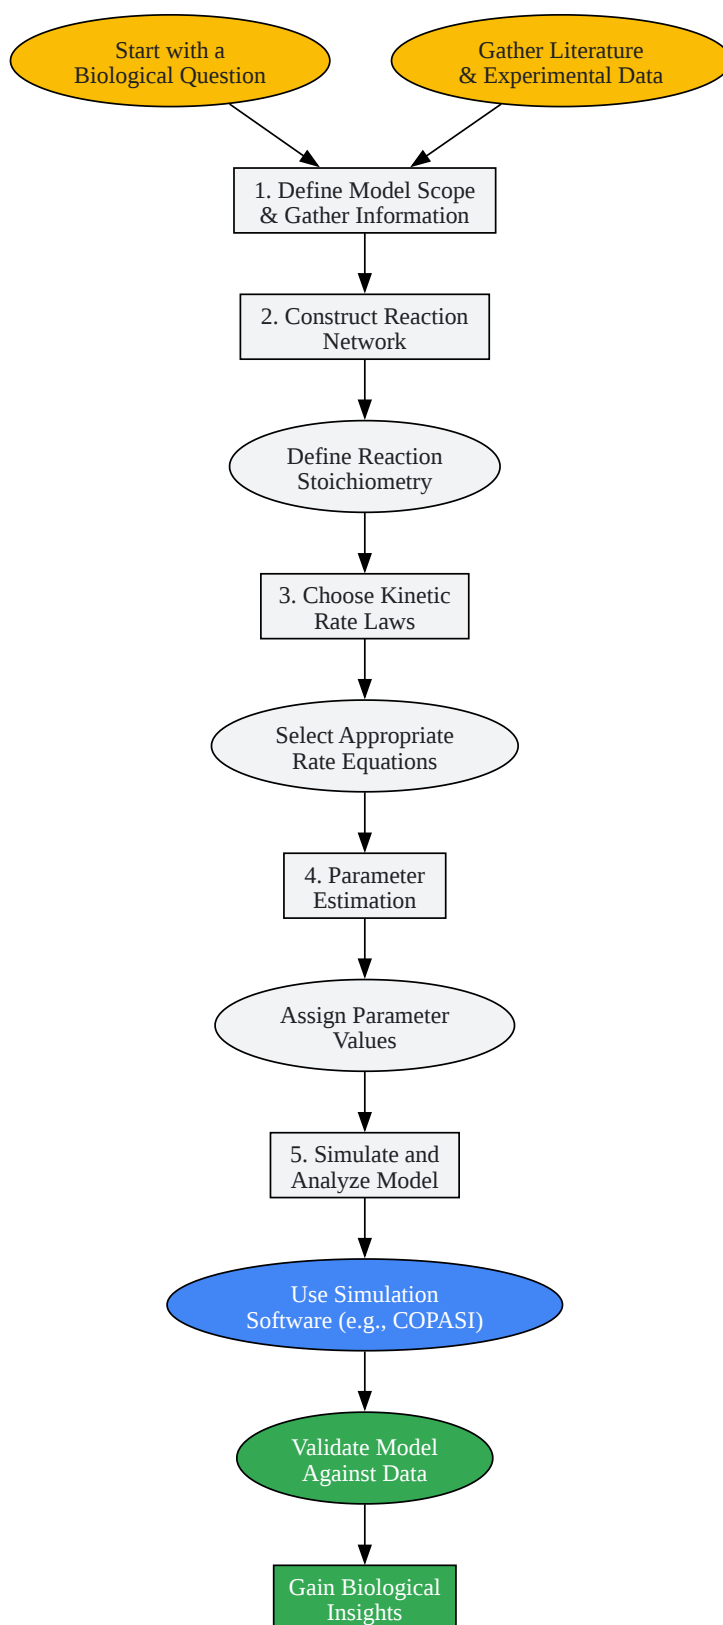 Start with a
Biological Question
Gather Literature
& Experimental Data
1. Define Model Scope
& Gather Information
2. Construct Reaction
Network
Define Reaction
Stoichiometry
3. Choose Kinetic
Rate Laws
Select Appropriate
Rate Equations
4. Parameter
Estimation
Assign Parameter
Values
5. Simulate and
Analyze Model
Use Simulation
Software (e.g., COPASI)
Validate Model
Against Data
Gain Biological
Insights